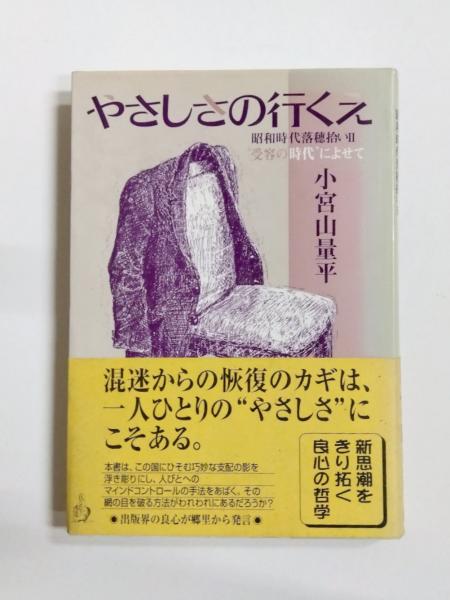 やさしさの行くえ
昭和時代落穂拾いⅡ
“受容の時代”によせて
小宮山量平
混迷からの恢復のカギは、
一人ひとりの“やさしさ”に
こそある。
本書は、この国にひそむ巧妙な支配の影を
浮き彫りにし、人びとへの
マインドコントロールの手法をあばく。その
網の目を破る方法がわれわれにあるだろうか?
◉出版界の良心が郷里から発言◉
新思潮を
きり拓く
良心の哲学